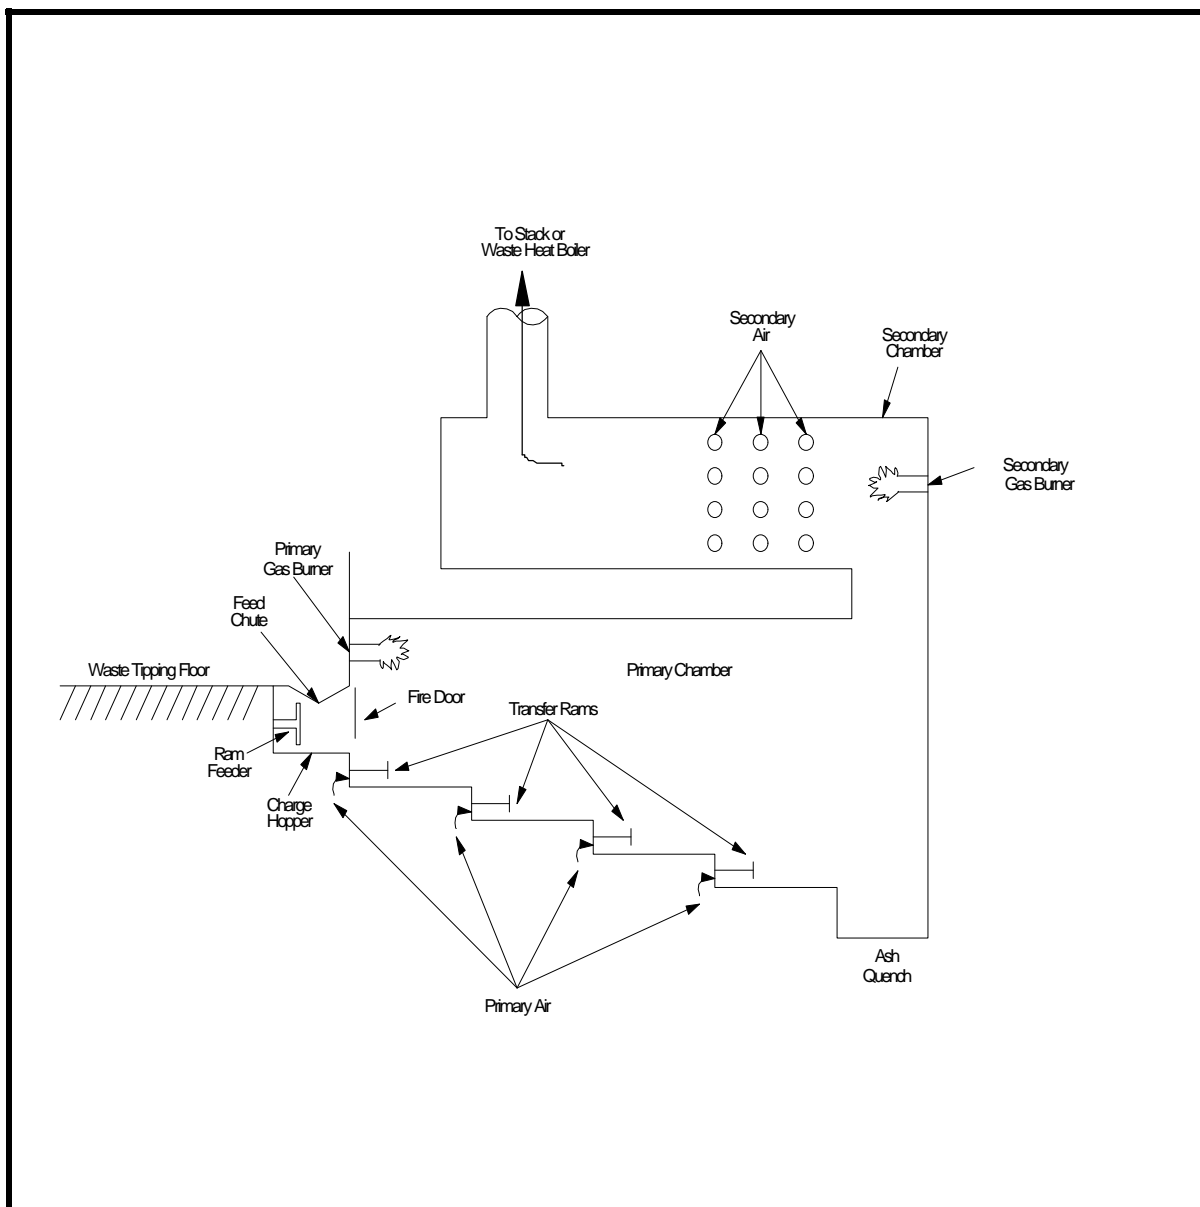 To Stack or
Waste Heat Boiler
Secondary
Air
Secondary
Chamber
Secondary
Gas Burner
Primary
Gas Burner
Feed
Chute
Waste Tipping Floor
Primary Chamber
Fire Door
Transfer Rams
Ram
Feeder
Charge
Hopper
Ash
Quench
Primary Air